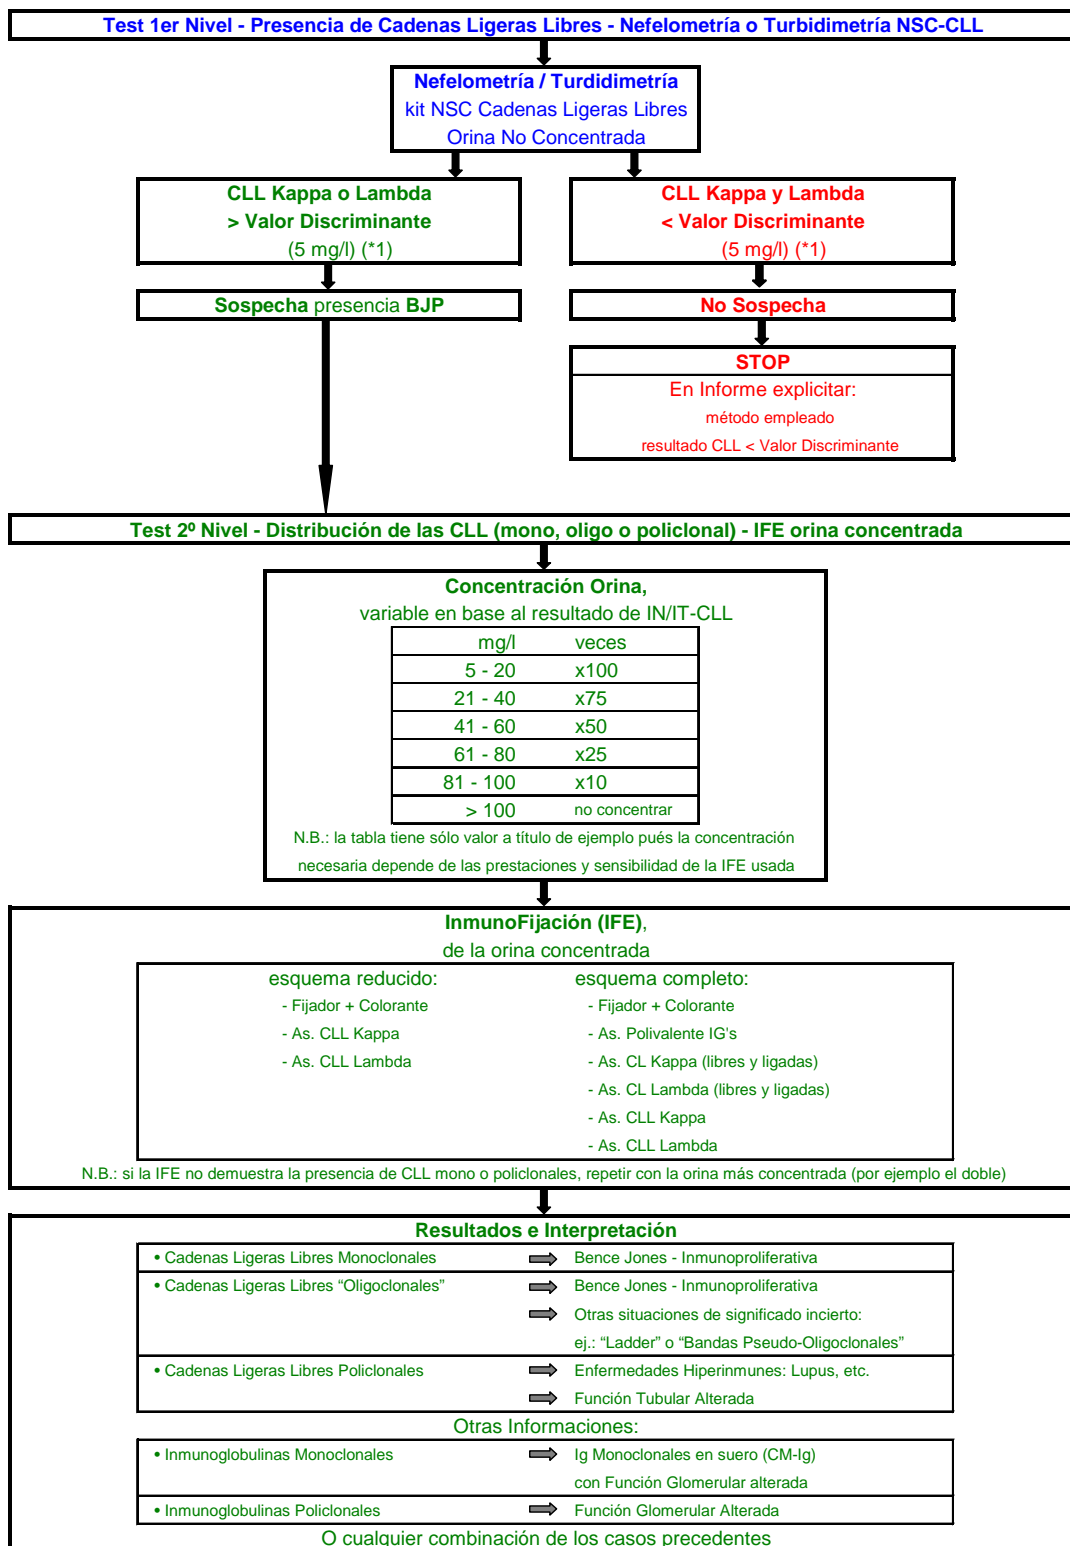 Test 1er Nivel - Presencia de Cadenas Ligeras Libres - Nefelometría o Turbidimetría NSC-CLL
Nefelometría / Turdidimetría
kit NSC Cadenas Ligeras Libres
Orina No Concentrada
CLL Kappa o Lambda
> Valor Discriminante
(5 mg/l) (*1)
CLL Kappa y Lambda
< Valor Discriminante
(5 mg/l) (*1)
Sospecha presencia BJP
No Sospecha
STOP
En Informe explicitar:
método empleado
resultado CLL < Valor Discriminante
Test 2º Nivel - Distribución de las CLL (mono, oligo o policlonal) - IFE orina concentrada
Concentración Orina,
variable en base al resultado de IN/IT-CLL
mg/l veces
5 - 20 x100
21 - 40 x75
41 - 60 x50
61 - 80 x25
81 - 100 x10
> 100 no concentrar
N.B.: la tabla tiene sólo valor a título de ejemplo pués la concentración
necesaria depende de las prestaciones y sensibilidad de la IFE usada
InmunoFijación (IFE),
de la orina concentrada
esquema reducido:
- Fijador + Colorante
- As. CLL Kappa
- As. CLL Lambda
esquema completo:
- Fijador + Colorante
- As. Polivalente IG's
- As. CL Kappa (libres y ligadas)
- As. CL Lambda (libres y ligadas)
- As. CLL Kappa
- As. CLL Lambda
N.B.: si la IFE no demuestra la presencia de CLL mono o policlonales, repetir con la orina más concentrada (por ejemplo el doble)
Resultados e Interpretación
• Cadenas Ligeras Libres Monoclonales Bence Jones - Inmunoproliferativa
• Cadenas Ligeras Libres “Oligoclonales” Bence Jones - Inmunoproliferativa
Otras situaciones de significado incierto:
ej.: “Ladder” o “Bandas Pseudo-Oligoclonales”
• Cadenas Ligeras Libres Policlonales Enfermedades Hiperinmunes: Lupus, etc.
Función Tubular Alterada
Otras Informaciones:
• Inmunoglobulinas Monoclonales Ig Monoclonales en suero (CM-Ig)
con Función Glomerular alterada
• Inmunoglobulinas Policlonales Función Glomerular Alterada
O cualquier combinación de los casos precedentes